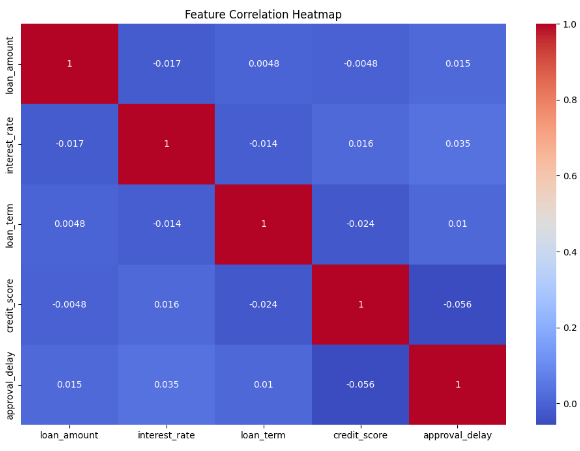 Feature Correlation Heatmap
loan_amount
1 -0.017 0.0048 -0.0048 0.015
interest_rate
-0.017 1 -0.014 0.016 0.035
loan_term
0.0048 -0.014 1 -0.024 0.01
credit_score
-0.0048 0.016 -0.024 1 -0.056
approval_delay
0.015 0.035 0.01 -0.056 1
loan_amount interest_rate loan_term credit_score approval_delay
1.0
0.8
0.6
0.4
0.2
0.0